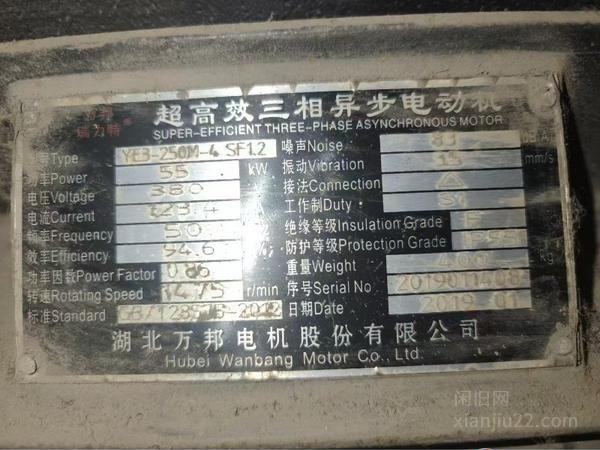 超高效三相异步电动机
SUPER-EFFICIENT THREE-PHASE ASYNCHRONOUS MOTOR
号Type YE3-250M-4 SF1.2 噪声Noise
功率Power 55 kW 振动Vibration mm/s
电压Voltage 380 接法Connection △
电流Current 工作制Duty S1
频率Frequency 50 绝缘等级Insulation Grade F
效率Efficiency 94.6 防护等级Protection Grade
功率因数Power Factor 0.86 重量Weight kg
转速Rotating Speed 1475 r/min 序号Serial No
标准Standard 日期Date 2019 01
湖北万邦电机股份有限公司
Hubei Wanbang Motor Co., Ltd.
闲旧网
xianjiu22.com